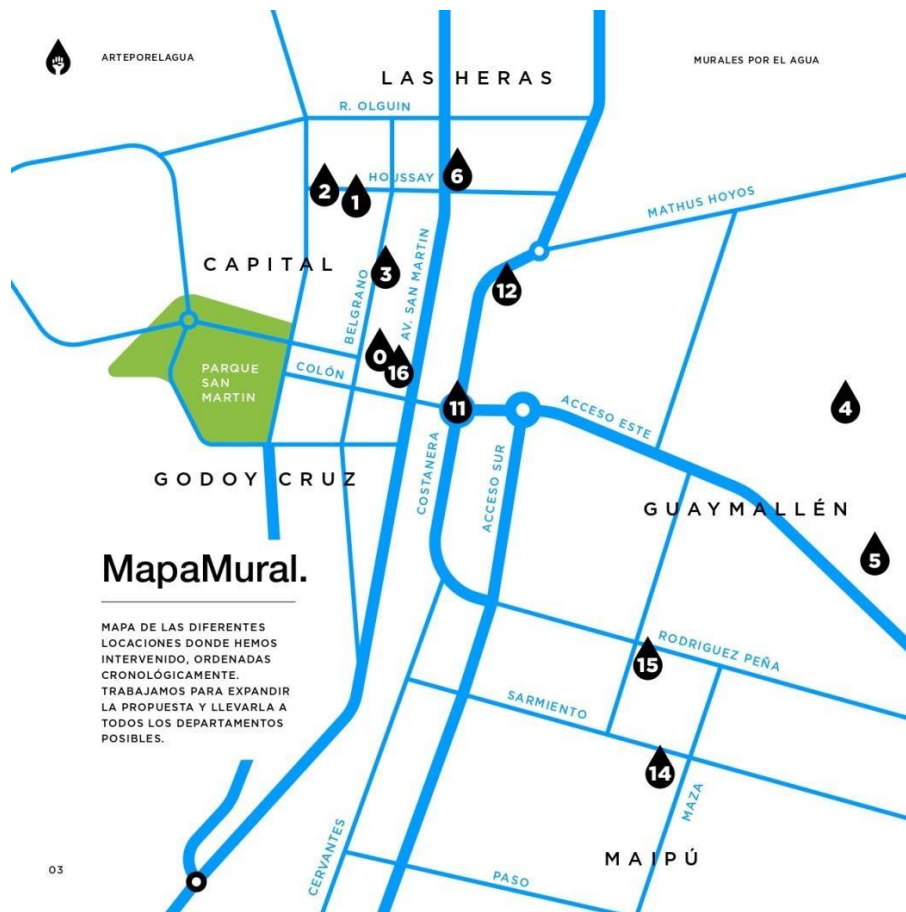 ARTEPORELAGUA
MURALES POR EL AGUA
LAS HERAS
R. OLGUIN
6
HOUSSAY
2
1
MATHUS HOYOS
CAPITAL
3
AV. SAN MARTIN
12
BELGRANO
0
16
PARQUE
SAN
MARTIN
COLÓN
11
ACCESO ESTE
4
COSTANERA
ACCESO SUR
GODOY CRUZ
GUAYMALLÉN
5
MapaMural.
MAPA DE LAS DIFERENTES
LOCACIONES DONDE HEMOS
INTERVENIDO, ORDENADAS
CRONOLÓGICAMENTE.
TRABAJAMOS PARA EXPANDIR
LA PROPUESTA Y LLEVARLA A
TODOS LOS DEPARTAMENTOS
POSIBLES.
RODRIGUEZ PEÑA
15
SARMIENTO
14
MAZA
CERVANTES
MAIPÚ
PASO
03